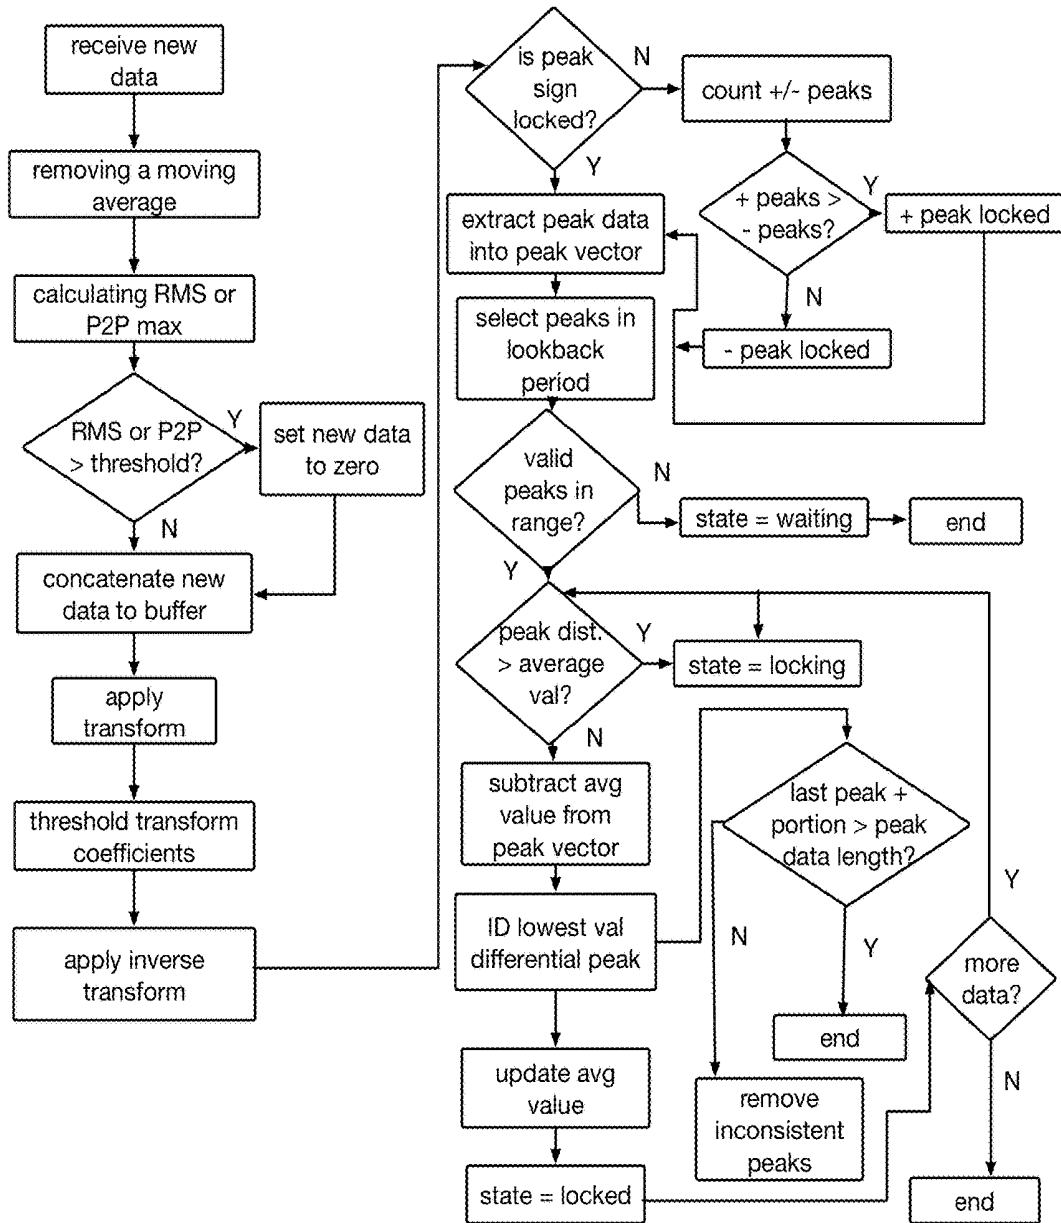 receive new
data
removing a moving
average
calculating RMS or
P2P max
RMS or P2P
> threshold?
Y
set new data
to zero
N
concatenate new
data to buffer
apply
transform
threshold transform
coefficients
apply inverse
transform
is peak
sign
locked?
N
count +/- peaks
Y
+ peaks >
- peaks?
Y
+ peak locked
N
- peak locked
extract peak data
into peak vector
select peaks in
lookback
period
valid
peaks in
range?
N
state = waiting
end
Y
peak dist.
> average
val?
Y
state = locking
N
subtract avg
value from
peak vector
ID lowest val
differential peak
last peak +
portion > peak
data length?
N
Y
end
remove
inconsistent
peaks
update avg
value
state = locked
Y
more
data?
N
end